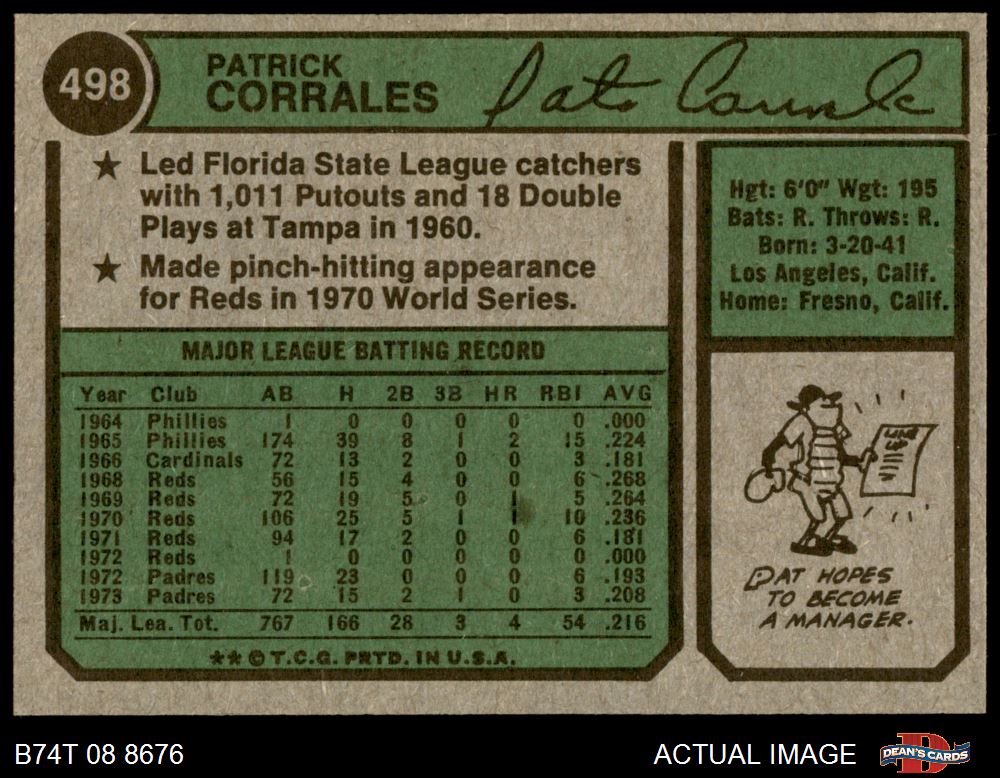 498
PATRICK
CORRALES
Pat Corrales
★ Led Florida State League catchers
with 1,011 Putouts and 18 Double
Plays at Tampa in 1960.
★ Made pinch-hitting appearance
for Reds in 1970 World Series.
Hgt: 6'0" Wgt: 195
Bats: R. Throws: R.
Born: 3-20-41
Los Angeles, Calif.
Home: Fresno, Calif.
MAJOR LEAGUE BATTING RECORD
Year Club AB H 2B 3B HR RBI AVG
1964 Phillies 1 0 0 0 0 0 .000
1965 Phillies 174 39 8 1 2 15 .224
1966 Cardinals 72 13 2 0 0 3 .181
1968 Reds 56 15 4 0 0 6 .268
1969 Reds 72 19 5 0 1 5 .264
1970 Reds 106 25 5 1 1 10 .236
1971 Reds 94 17 2 0 0 6 .181
1972 Reds 1 0 0 0 0 0 .000
1972 Padres 119 23 0 0 0 6 .193
1973 Padres 72 15 2 1 0 3 .208
Maj. Lea. Tot. 767 166 28 3 4 54 .216
** © T.C.G. PRTD. IN U.S.A.
LINE
UP
PAT HOPES
TO BECOME
A MANAGER.
B74T 08 8676
ACTUAL IMAGE
D
DEAN'S CARDS